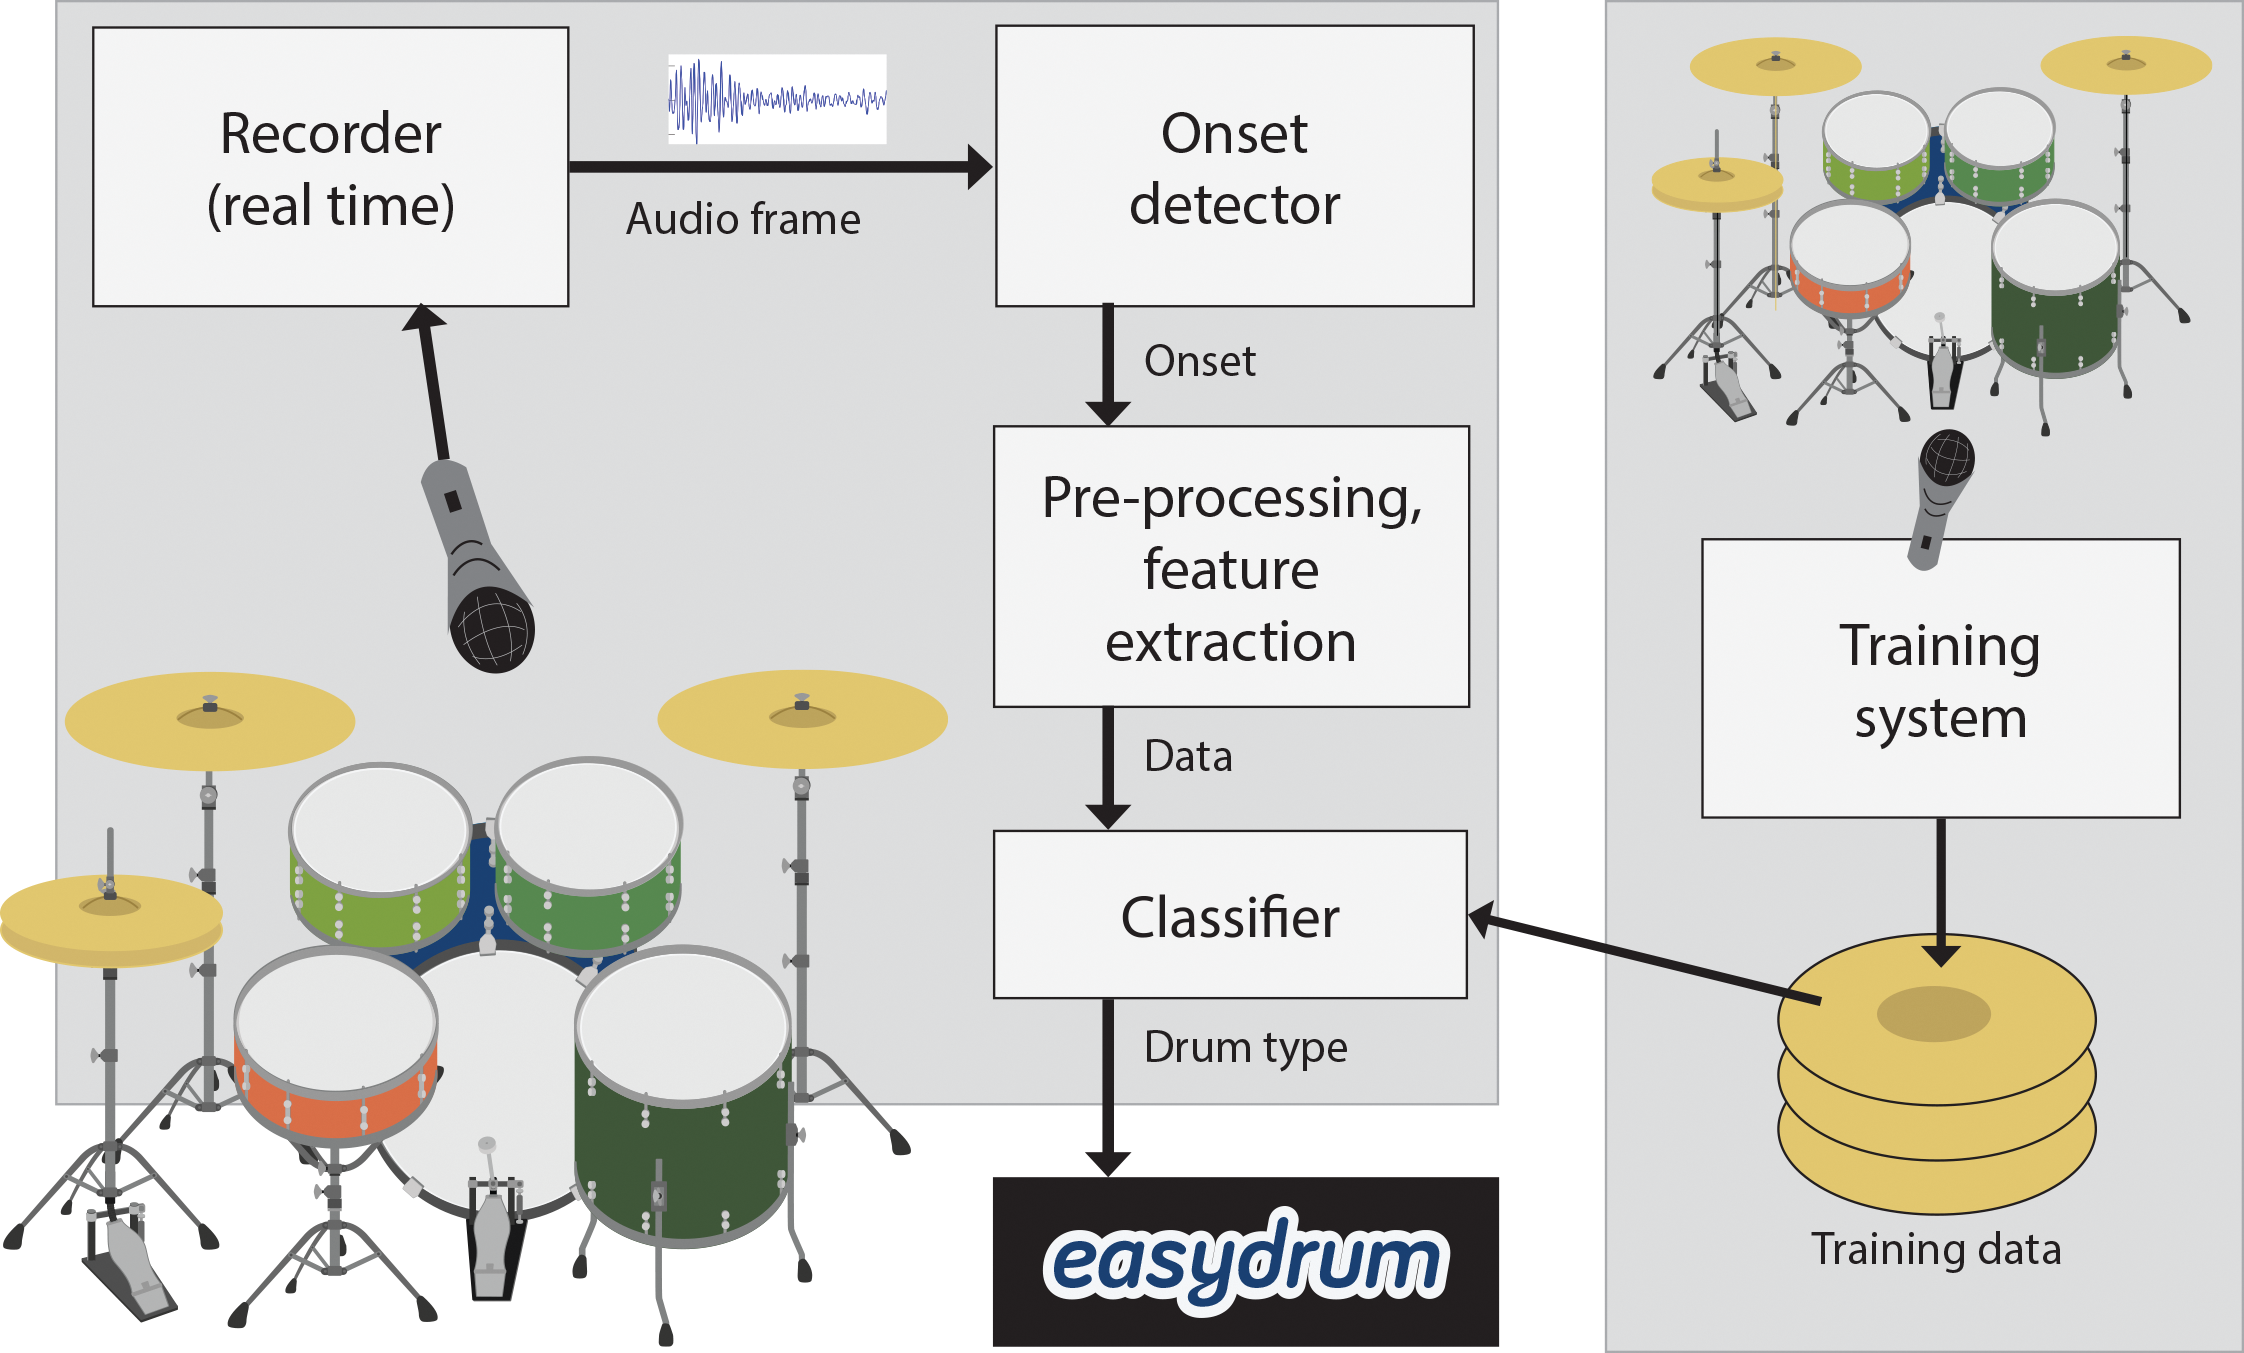 Recorder
(real time)
Audio frame
Onset
detector
Onset
Pre-processing,
feature
extraction
Data
Classifier
Drum type
easydrum
Training
system
Training data